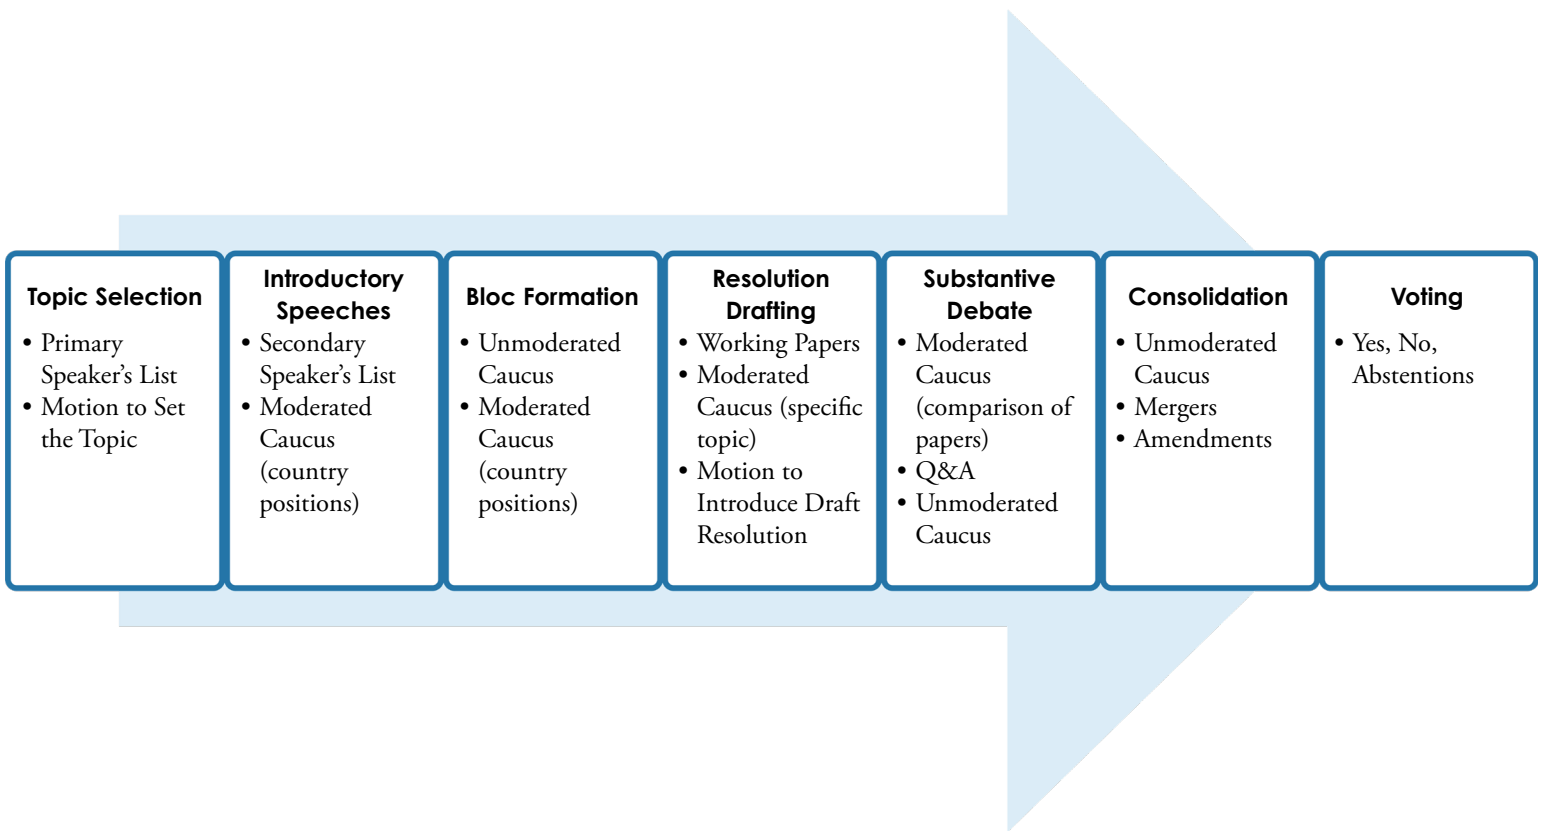 Topic Selection
• Primary
Speaker’s List
• Motion to Set
the Topic
Introductory
Speeches
• Secondary
Speaker’s List
• Moderated
Caucus
(country
positions)
Bloc Formation
• Unmoderated
Caucus
• Moderated
Caucus
(country
positions)
Resolution
Drafting
• Working Papers
• Moderated
Caucus (specific
topic)
• Motion to
Introduce Draft
Resolution
Substantive
Debate
• Moderated
Caucus
(comparison of
papers)
• Q&A
• Unmoderated
Caucus
Consolidation
• Unmoderated
Caucus
• Mergers
• Amendments
Voting
• Yes, No,
Abstentions